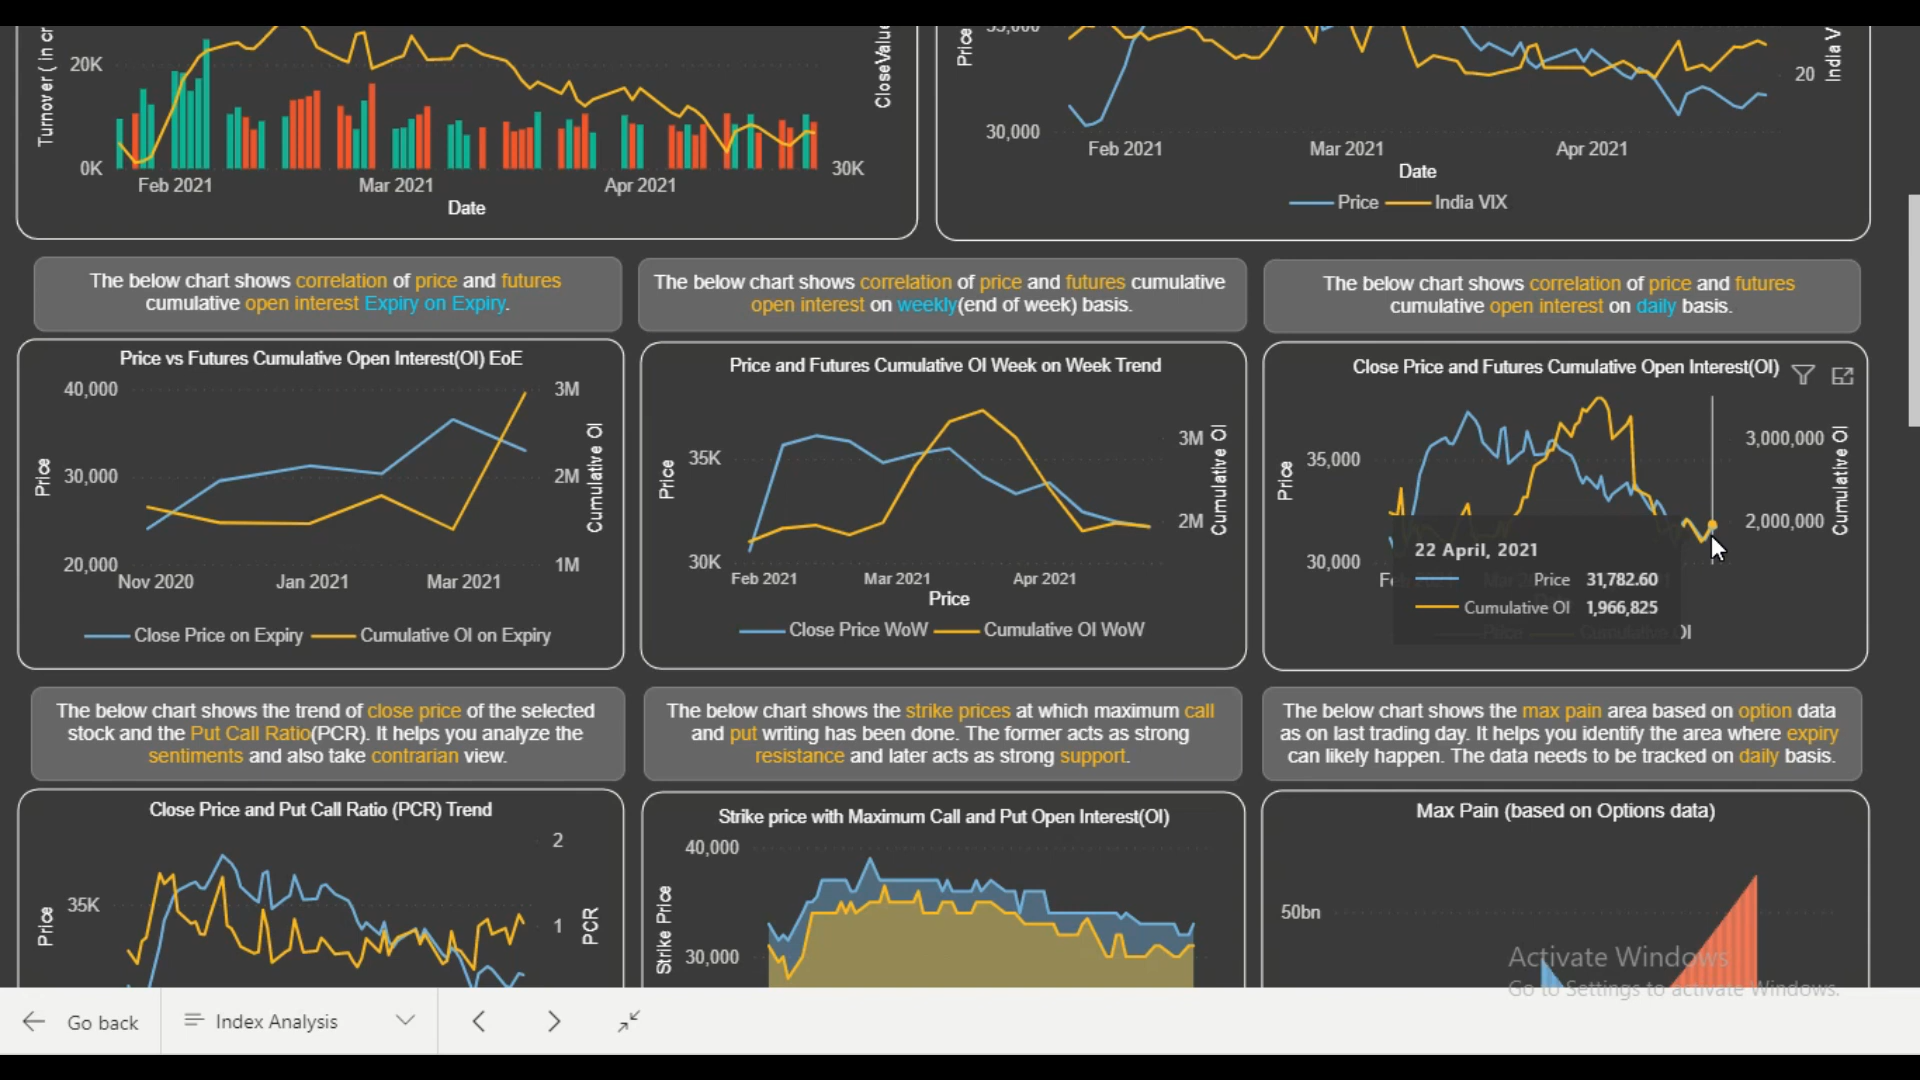 Turnover ( in cr
20K
0K
Feb 2021
Mar 2021
Apr 2021
Date
CloseValue
30K
Price
35,000
30,000
Feb 2021
Mar 2021
Apr 2021
Date
Price
India VIX
20
India V
The below chart shows correlation of price and futures
cumulative open interest Expiry on Expiry.
The below chart shows correlation of price and futures cumulative
open interest on weekly(end of week) basis.
The below chart shows correlation of price and futures
cumulative open interest on daily basis.
Price vs Futures Cumulative Open Interest(OI) EoE
40,000
30,000
20,000
Price
3M
2M
1M
Cumulative OI
Nov 2020
Jan 2021
Mar 2021
Close Price on Expiry
Cumulative OI on Expiry
Price and Futures Cumulative OI Week on Week Trend
35K
30K
Price
3M
2M
Cumulative OI
Feb 2021
Mar 2021
Apr 2021
Price
Close Price WoW
Cumulative OI WoW
Close Price and Futures Cumulative Open Interest(OI)
35,000
30,000
Price
3,000,000
2,000,000
Cumulative OI
22 April, 2021
Price 31,782.60
Cumulative OI 1,966,825
The below chart shows the trend of close price of the selected
stock and the Put Call Ratio(PCR). It helps you analyze the
sentiments and also take contrarian view.
The below chart shows the strike prices at which maximum call
and put writing has been done. The former acts as strong
resistance and later acts as strong support.
The below chart shows the max pain area based on option data
as on last trading day. It helps you identify the area where expiry
can likely happen. The data needs to be tracked on daily basis.
Close Price and Put Call Ratio (PCR) Trend
35K
Price
2
1
PCR
Strike price with Maximum Call and Put Open Interest(OI)
40,000
30,000
Strike Price
Max Pain (based on Options data)
50bn
Activate Windows
Go to Settings to activate Windows.
Go back
Index Analysis